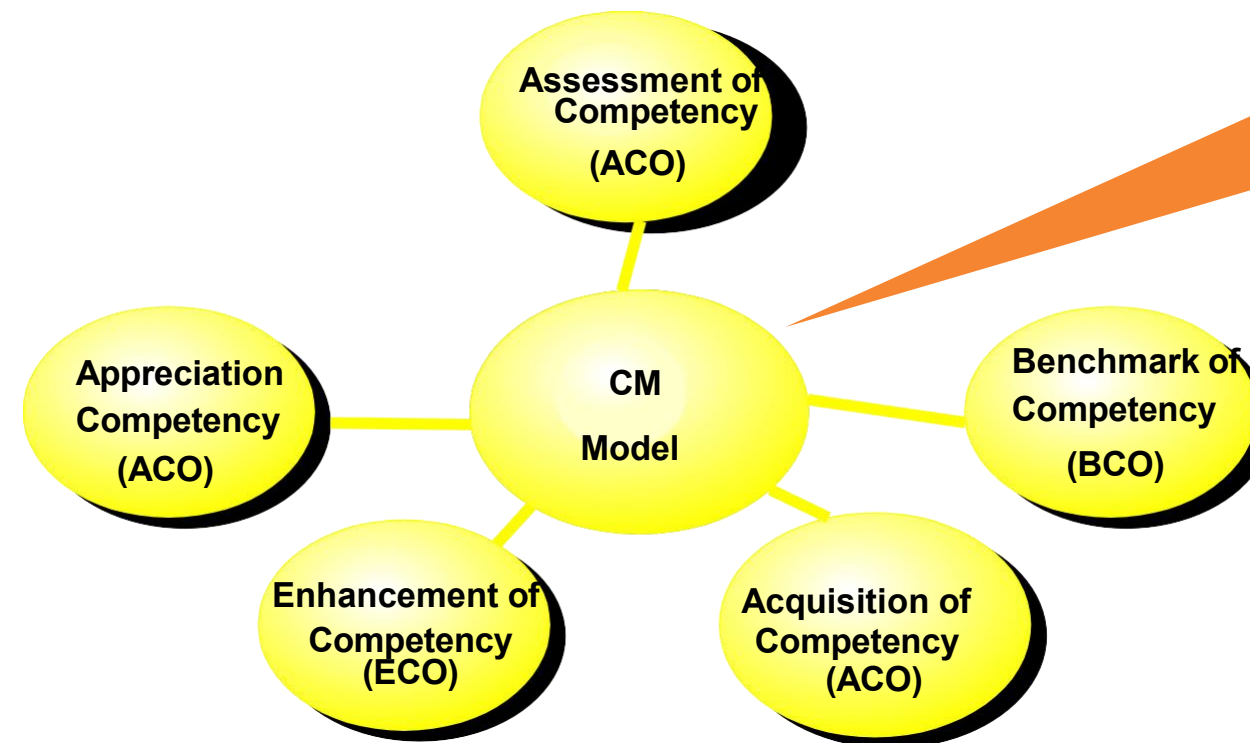 Assessment of
Competency
(ACO)
Appreciation
Competency
(ACO)
CM
Model
Benchmark of
Competency
(BCO)
Enhancement of
Competency
(ECO)
Acquisition of
Competency
(ACO)